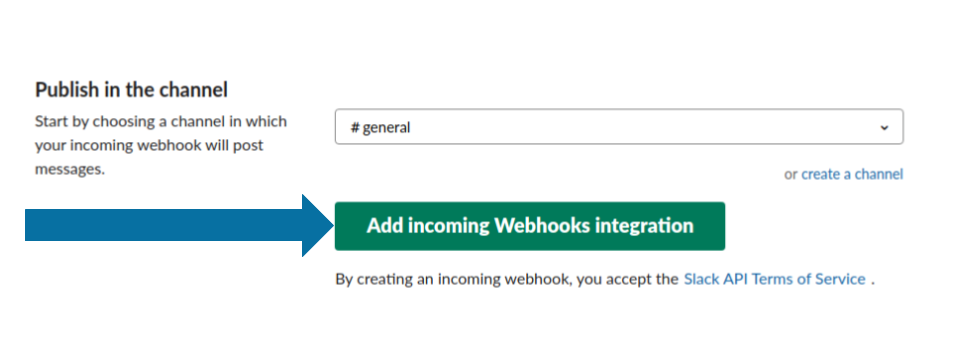 Publish in the channel
Start by choosing a channel in which
your incoming webhook will post
messages.
# general
or create a channel
Add incoming Webhooks integration
By creating an incoming webhook, you accept the Slack API Terms of Service .